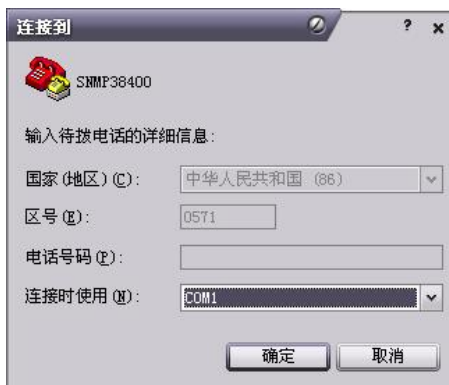 连接到
SNMP38400
输入待拨电话的详细信息:
国家(地区)(C): 中华人民共和国 (86)
区号(E): 0571
电话号码(P):
连接时使用(N): COM1
确定 取消